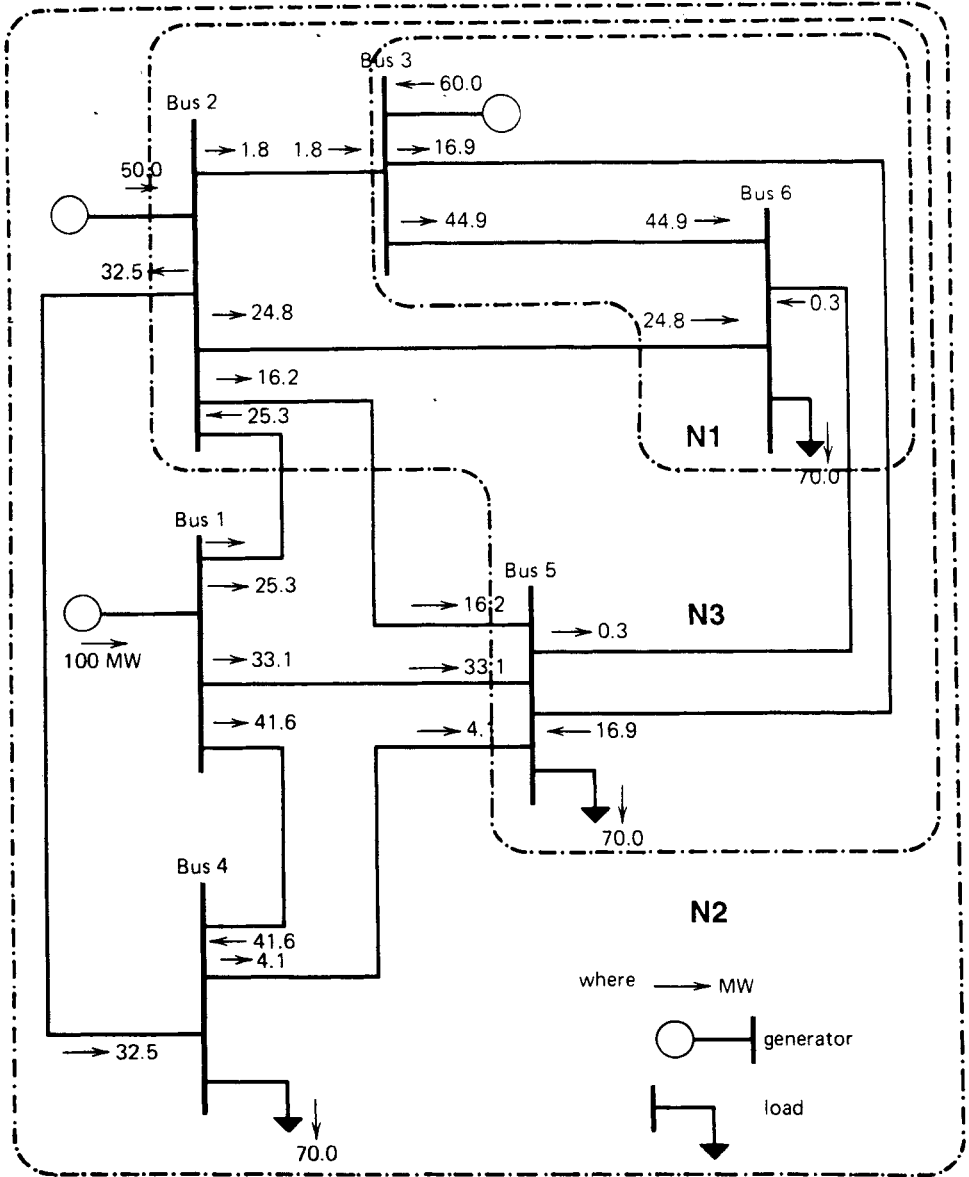 Bus 3
60.0
Bus 2
1.8
1.8
16.9
50.0
Bus 6
44.9
44.9
32.5
0.3
24.8
24.8
16.2
25.3
N1
70.0
Bus 1
Bus 5
25.3
16.2
N3
0.3
100 MW
33.1
33.1
41.6
4.1
16.9
70.0
Bus 4
N2
41.6
4.1
where
MW
generator
32.5
load
70.0